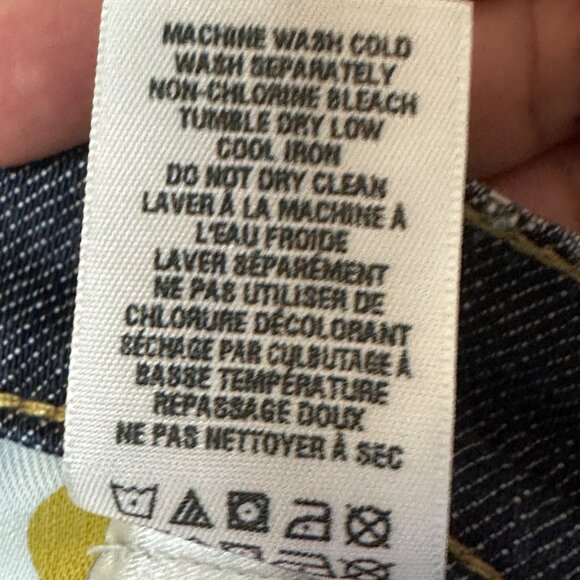 MACHINE WASH COLD
WASH SEPARATELY
NON-CHLORINE BLEACH
TUMBLE DRY LOW
COOL IRON
DO NOT DRY CLEAN
LAVER À LA MACHINE À
L'EAU FROIDE
LAVER SÉPARÉMENT
NE PAS UTILISER DE
CHLORURE DÉCOLORANT
SÉCHAGE PAR CULBUTAGE À
BASSE TEMPÉRATURE
REPASSAGE DOUX
NE PAS NETTOYER À SEC